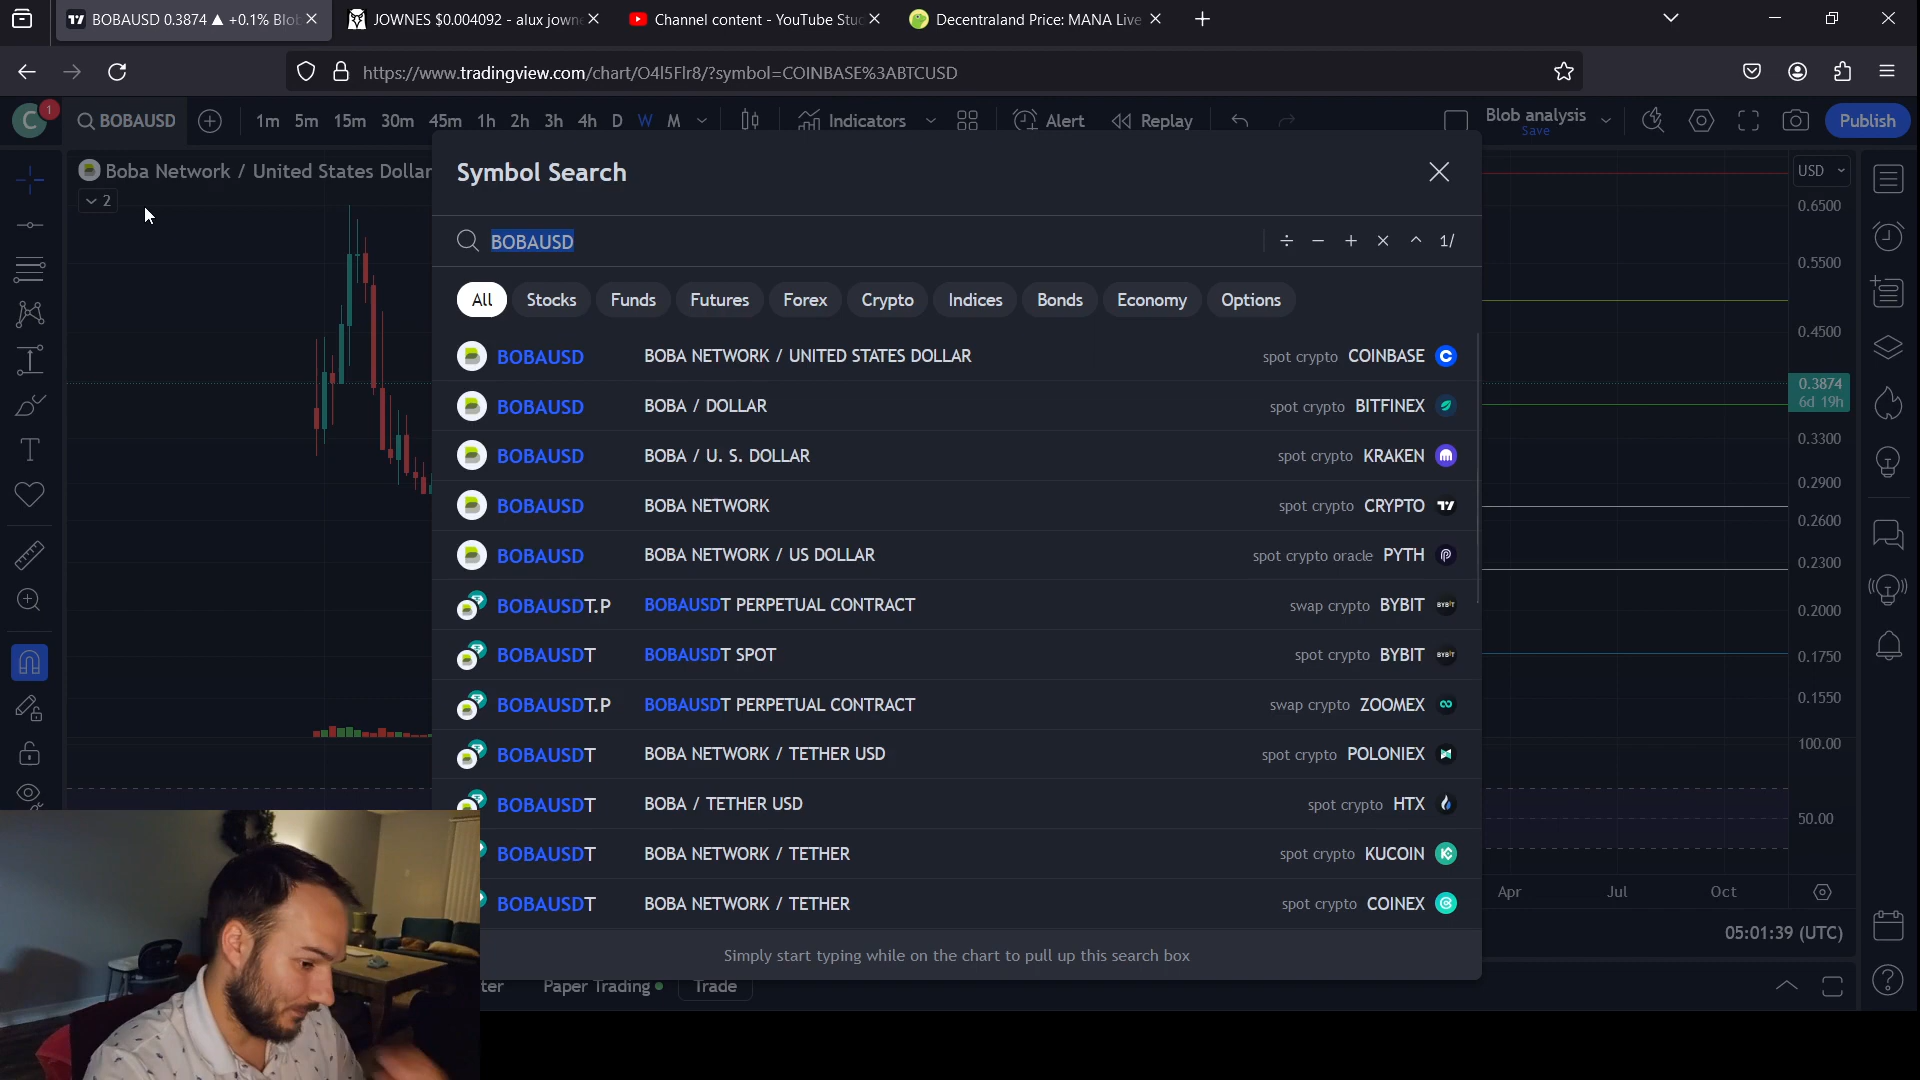 BOBAUSD 0.3874 ▲ +0.1% Blo
JOWNES $0.004092 - alux jown
Channel content - YouTube Stu
Decentraland Price: MANA Live
https://www.tradingview.com/chart/O4l5Flr8/?symbol=COINBASE%3ABTCUSD
C 1
BOBAUSD
1m 5m 15m 30m 45m 1h 2h 3h 4h D W M
Indicators
Alert
Replay
Blob analysis
Save
Publish
Boba Network / United States Dollar
2
Symbol Search
BOBAUSD
1/
All Stocks Funds Futures Forex Crypto Indices Bonds Economy Options
BOBAUSD BOBA NETWORK / UNITED STATES DOLLAR spot crypto COINBASE
BOBAUSD BOBA / DOLLAR spot crypto BITFINEX
BOBAUSD BOBA / U. S. DOLLAR spot crypto KRAKEN
BOBAUSD BOBA NETWORK spot crypto CRYPTO
BOBAUSD BOBA NETWORK / US DOLLAR spot crypto oracle PYTH
BOBAUSDT.P BOBAUSDT PERPETUAL CONTRACT swap crypto BYBIT
BOBAUSDT BOBAUSDT SPOT spot crypto BYBIT
BOBAUSDT.P BOBAUSDT PERPETUAL CONTRACT swap crypto ZOOMEX
BOBAUSDT BOBA NETWORK / TETHER USD spot crypto POLONIEX
BOBAUSDT BOBA / TETHER USD spot crypto HTX
BOBAUSDT BOBA NETWORK / TETHER spot crypto KUCOIN
BOBAUSDT BOBA NETWORK / TETHER spot crypto COINEX
Simply start typing while on the chart to pull up this search box
USD
0.6500
0.5500
0.4500
0.3874
6d 19h
0.3300
0.2900
0.2600
0.2300
0.2000
0.1750
0.1550
100.00
50.00
Apr Jul Oct
05:01:39 (UTC)
ter
Paper Trading
Trade